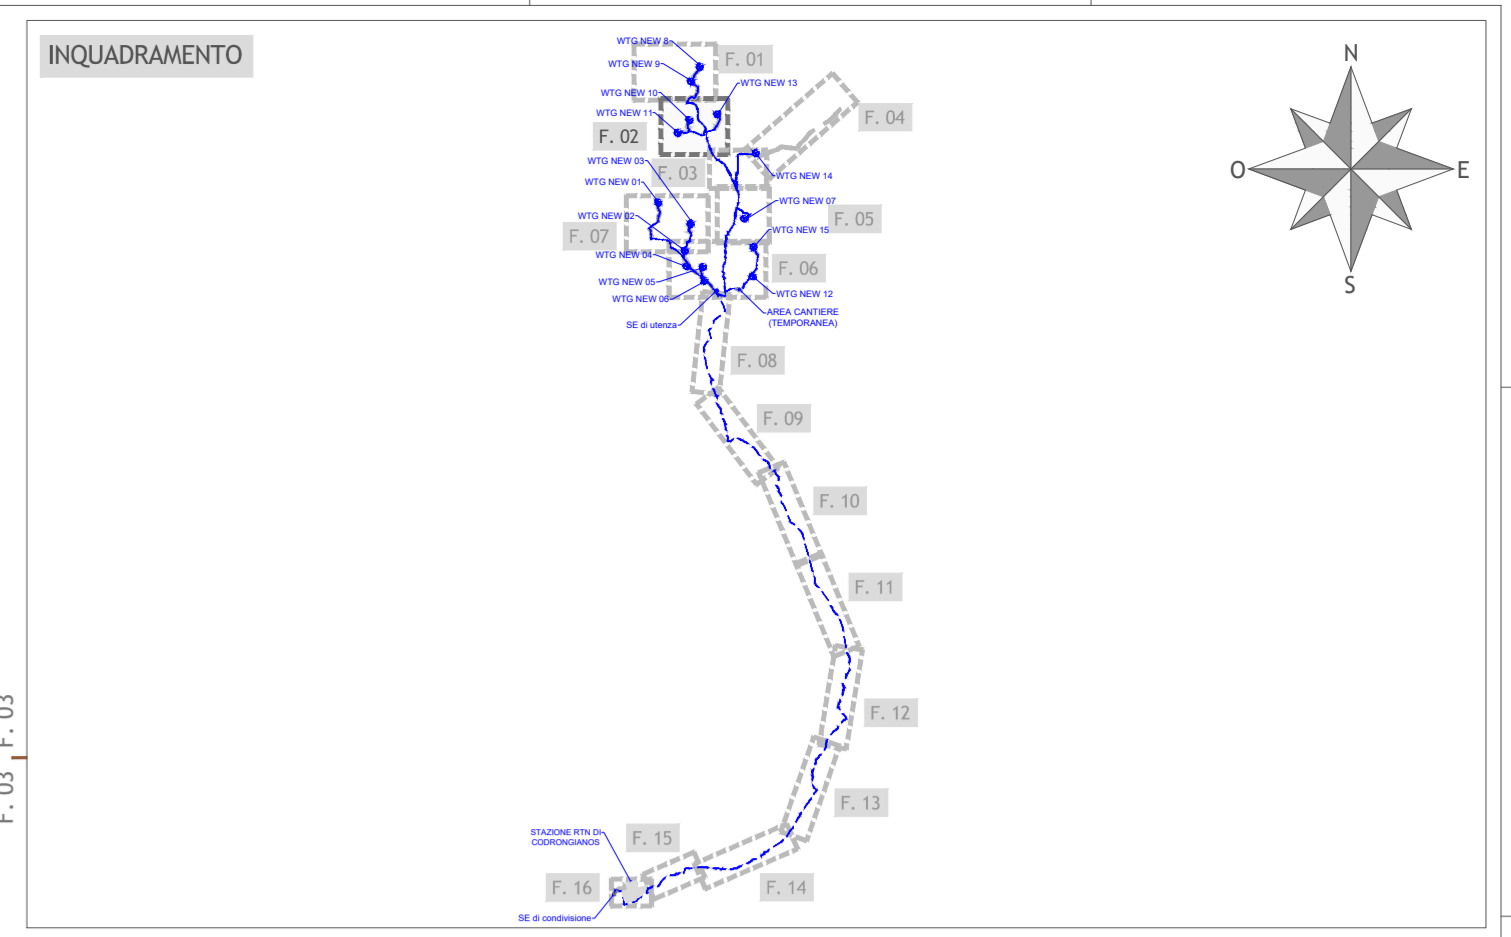 INQUADRAMENTO
WTG NEW 8
F. 01
WTG NEW 9
WTG NEW 13
WTG NEW 10
WTG NEW 11
F. 04
F. 02
WTG NEW 03
F. 03
WTG NEW 14
WTG NEW 01
WTG NEW 07
WTG NEW 02
F. 05
WTG NEW 15
F. 07
WTG NEW 04
F. 06
WTG NEW 05
WTG NEW 12
WTG NEW 06
AREA CANTIERE
(TEMPORANEA)
SE di utenza
F. 08
F. 09
F. 10
F. 11
F. 12
F. 13
STAZIONE RTN DI
CODRONGIANOS
F. 15
F. 16
F. 14
SE di condivisione
N
O
E
S
F. 03
F. 03